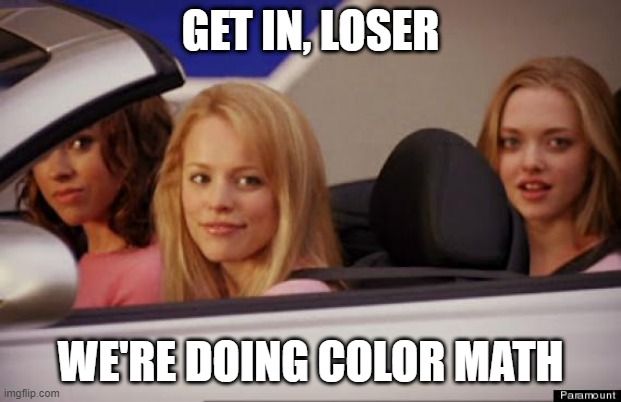 GET IN, LOSER
WE'RE DOING COLOR MATH
imgflip.com
Paramount